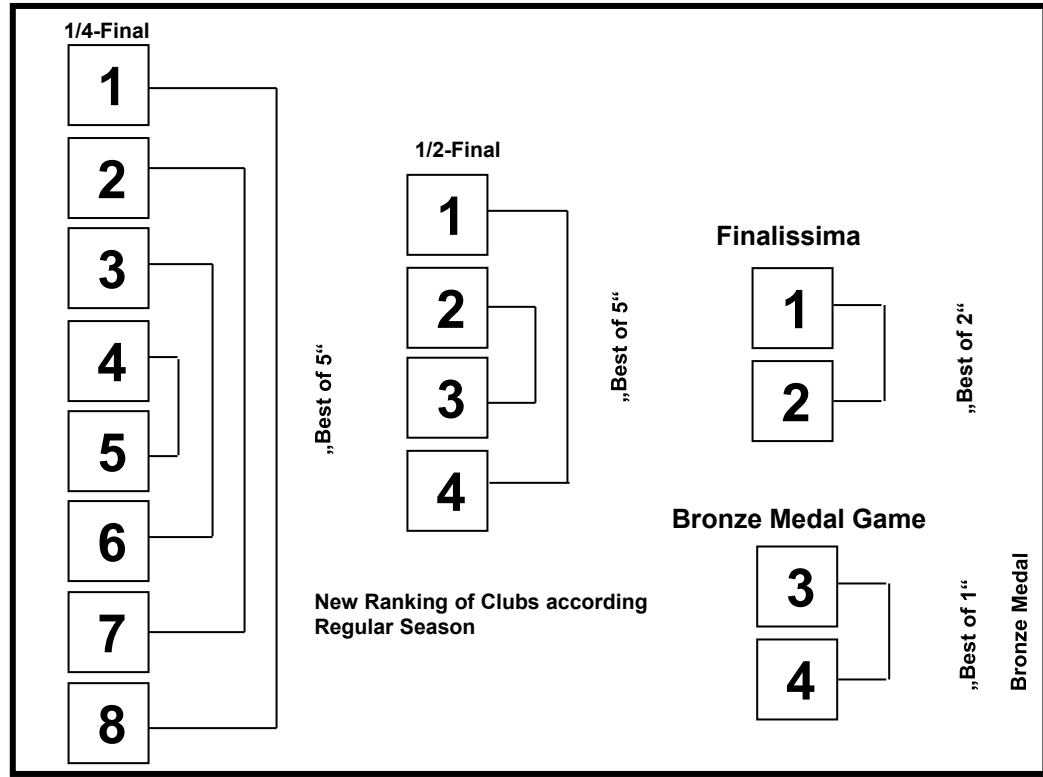 1/4-Final
1
2
3
4
5
6
7
8
„Best of 5“
1/2-Final
1
2
3
4
„Best of 5“
New Ranking of Clubs according
Regular Season
Finalissima
1
2
„Best of 2“
Bronze Medal Game
3
4
„Best of 1“
Bronze Medal